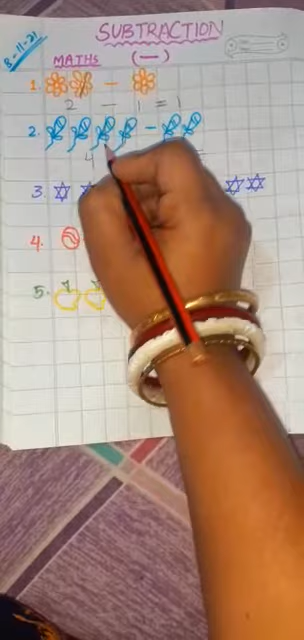 8-11-21
SUBTRACTION
MATHS (—)
1. —
2 — 1 = 1
2. —
4 =
3.
4.
5.